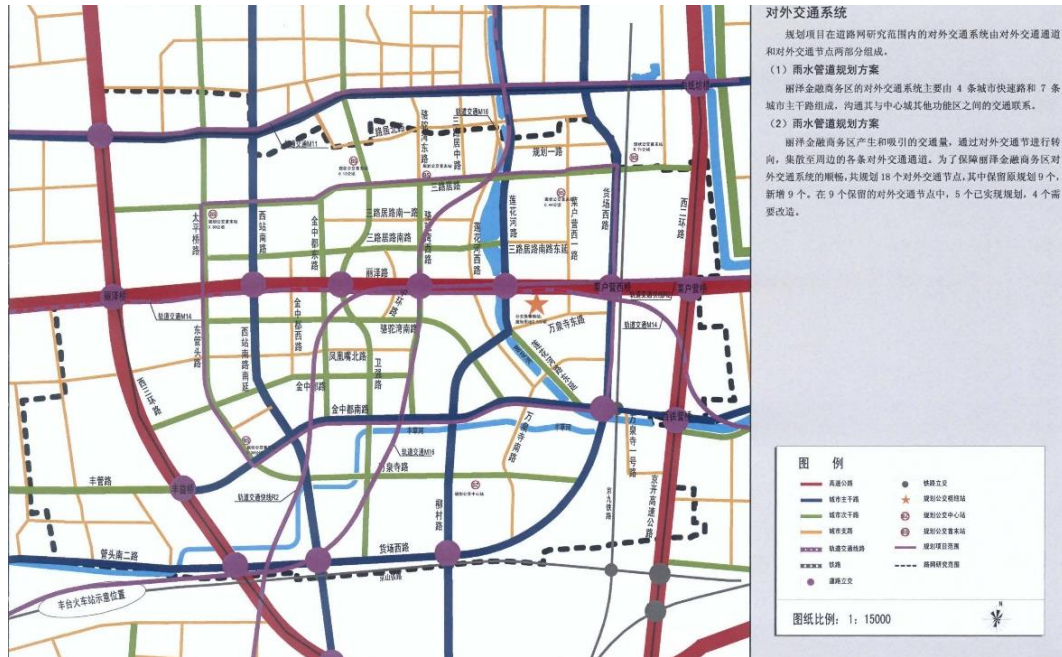 对外交通系统
规划项目在道路网研究范围内的对外交通系统由对外交通通道
和对外交通节点两部分组成。
（1）雨水管道规划方案
丽泽金融商务区的对外交通系统主要由 4 条城市快速路和 7 条
城市主干路组成，沟通其与中心城其他功能区之间的交通联系。
（2）雨水管道规划方案
丽泽金融商务区产生和吸引的交通量，通过对外交通节进行转
向，集散至周边的各条对外交通通道。为了保障丽泽金融商务区对
外交通系统的顺畅，共规划 18 个对外交通节点，其中保留原规划 9 个，
新增 9 个。在 9 个保留的对外交通节点中，5 个已实现规划，4 个需
要改造。
轨道交通M16
轨道交通M11
路居北路
骆驼湾东路
三路居中路
规划一路
三路居路
太平桥路
西站南路
金中都东路
三路居路南一路
三路居路南路
莲花河路
莲花河西路
菜户营西一路
三路居路南路东延
货场西路
西二环路
丽泽路
丽泽桥
菜户营西桥
菜户营桥
轨道交通M14
轨道交通M14
东管头路
西站南路南延
金中都西路
骆驼湾南路
万泉寺东路
凤凰嘴北路
卫强路
西三环路
金中都南路
丰草河
万泉寺南路
万泉寺一号路
京开高速公路
京九铁路
丰管路
丰益桥
万泉寺路
轨道交通M16
轨道交通快线R2
柳村路
管头南二路
货场西路
丰台火车站示意位置
图 例
高速公路
城市主干路
城市次干路
城市支路
轨道交通线路
铁路
道路立交
铁路立交
规划公交枢纽站
规划公交中心站
规划公交首末站
规划项目范围
路网研究范围
N
图纸比例：1：15000